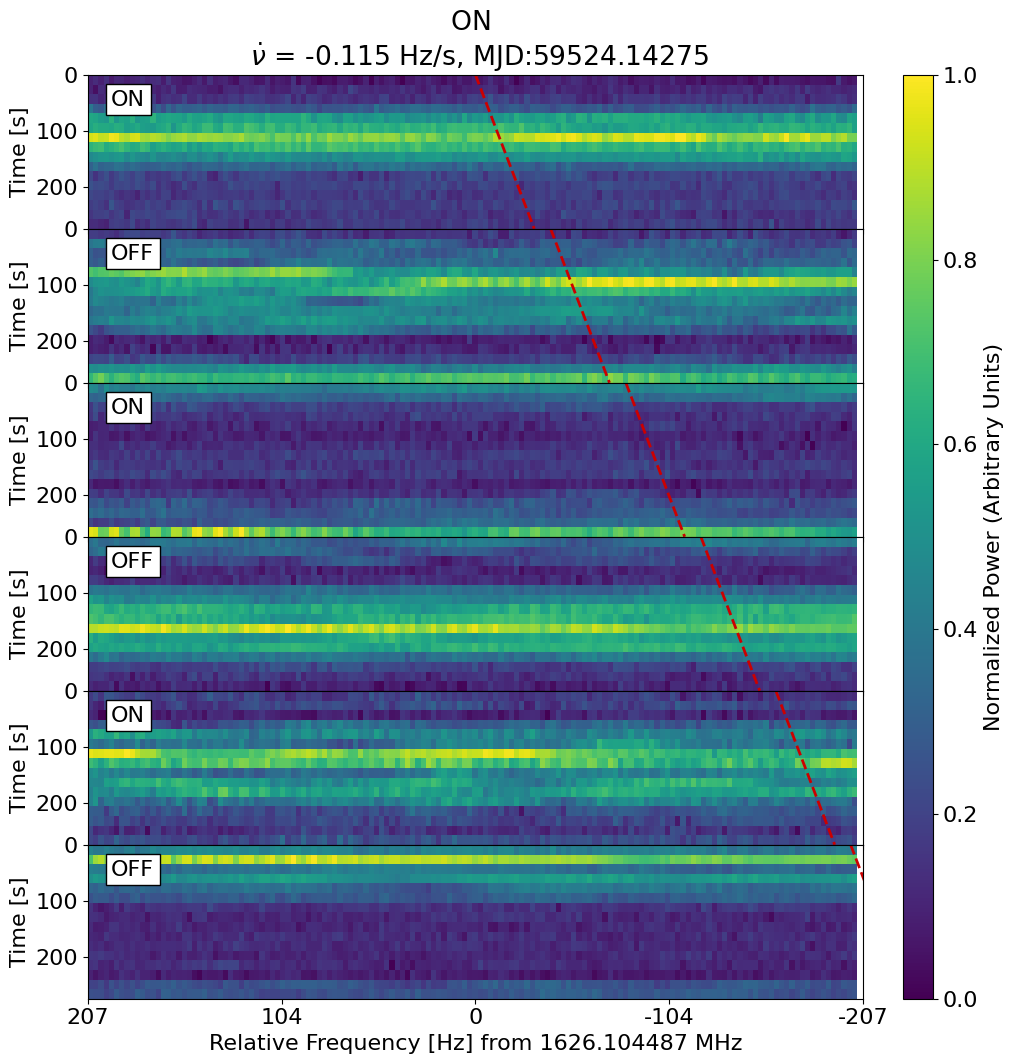 ON
ν̇ = -0.115 Hz/s, MJD:59524.14275
0
ON
100
200
Time [s]
0
OFF
100
200
Time [s]
0
ON
100
200
Time [s]
0
OFF
100
200
Time [s]
0
ON
100
200
Time [s]
0
OFF
100
200
Time [s]
207 104 0 -104 -207
Relative Frequency [Hz] from 1626.104487 MHz
1.0
0.8
0.6
0.4
0.2
0.0
Normalized Power (Arbitrary Units)